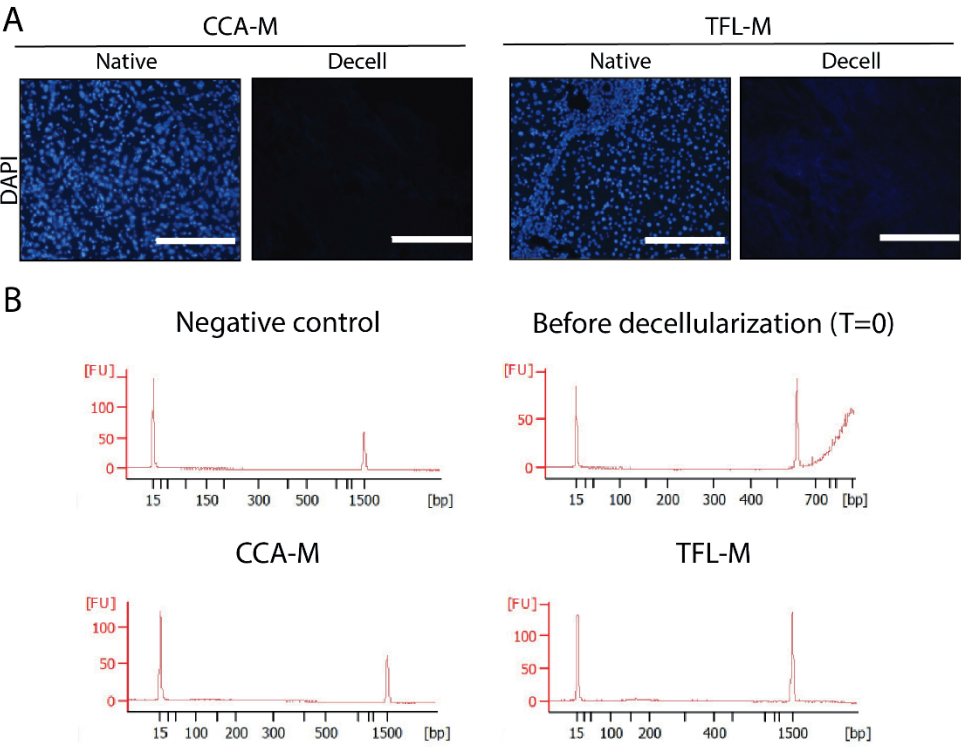 A
CCA-M
TFL-M
Native
Decell
Native
Decell
DAPI
B
Negative control
Before decellularization (T=0)
[FU]
100
50
0
15 150 300 500 1500 [bp]
[FU]
50
0
15 100 200 300 400 700 [bp]
CCA-M
TFL-M
[FU]
100
50
0
15 100 200 300 500 1500 [bp]
[FU]
100
50
0
15 100 200 1500 [bp]